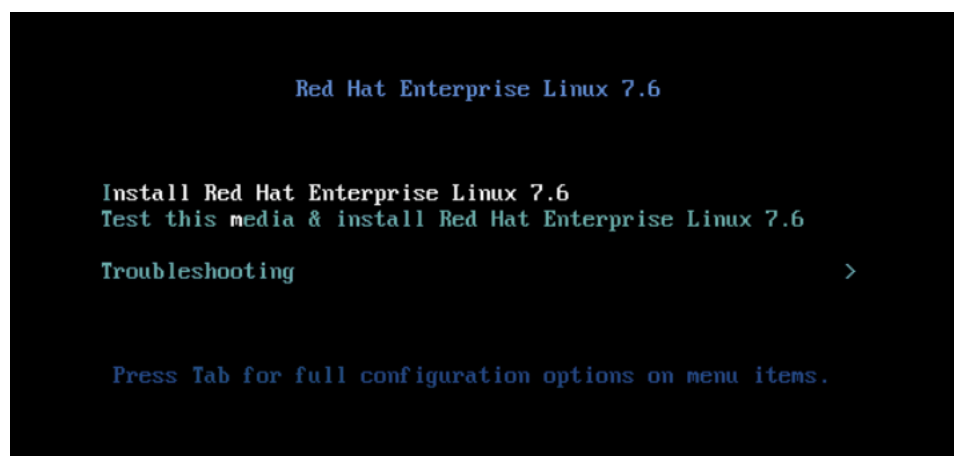 Red Hat Enterprise Linux 7.6
Install Red Hat Enterprise Linux 7.6
Test this media & install Red Hat Enterprise Linux 7.6
Troubleshooting >
Press Tab for full configuration options on menu items.